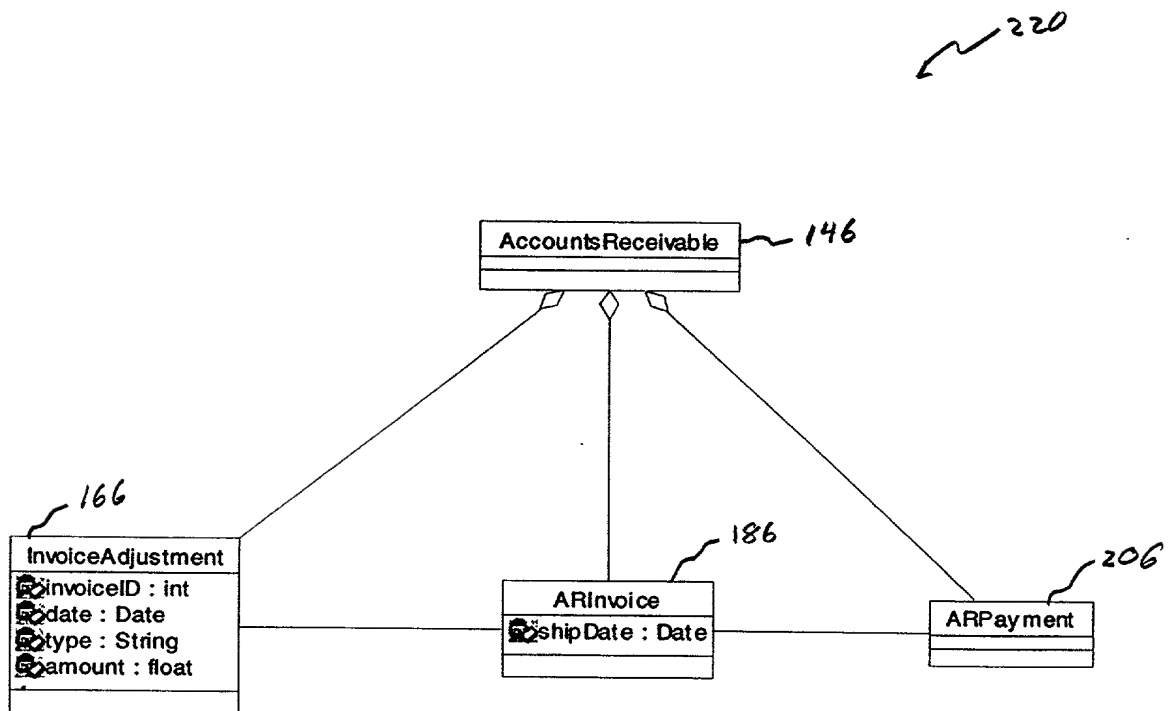 220
AccountsReceivable
146
166
InvoiceAdjustment
invoiceID : int
date : Date
type : String
amount : float
186
ARInvoice
shipDate : Date
206
ARPayment